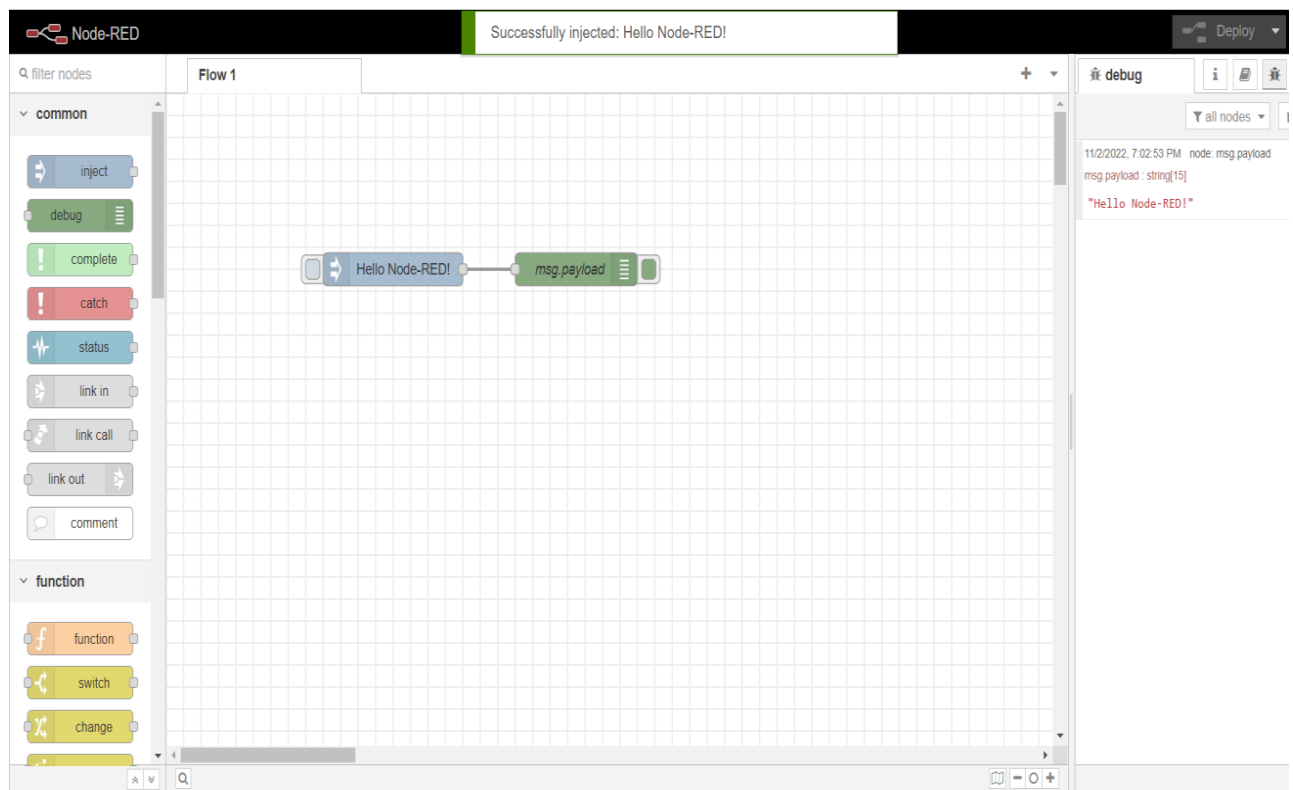 Node-RED
Successfully injected: Hello Node-RED!
Deploy
filter nodes
Flow 1
debug
i
common
all nodes
inject
debug
complete
catch
status
link in
link call
link out
comment
11/2/2022, 7:02:53 PM node: msg.payload
msg.payload : string[15]
"Hello Node-RED!"
Hello Node-RED!
msg.payload
function
function
switch
change